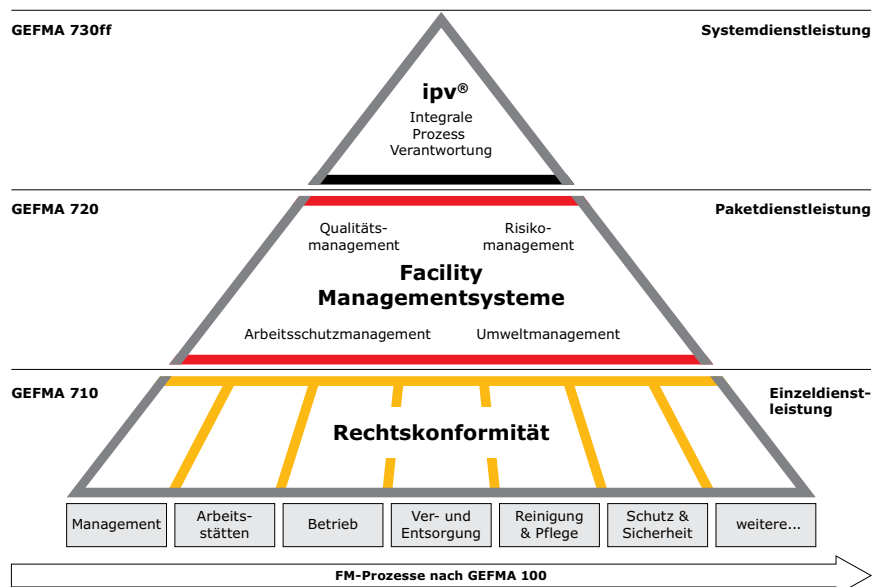 GEFMA 730ff
Systemdienstleistung
ipv®
Integrale
Prozess
Verantwortung
GEFMA 720
Paketdienstleistung
Qualitäts-
management
Risiko-
management
Facility
Managementsysteme
Arbeitsschutzmanagement
Umweltmanagement
GEFMA 710
Einzeldienst-
leistung
Rechtskonformität
Management
Arbeits-
stätten
Betrieb
Ver- und
Entsorgung
Reinigung
& Pflege
Schutz &
Sicherheit
weitere...
FM-Prozesse nach GEFMA 100